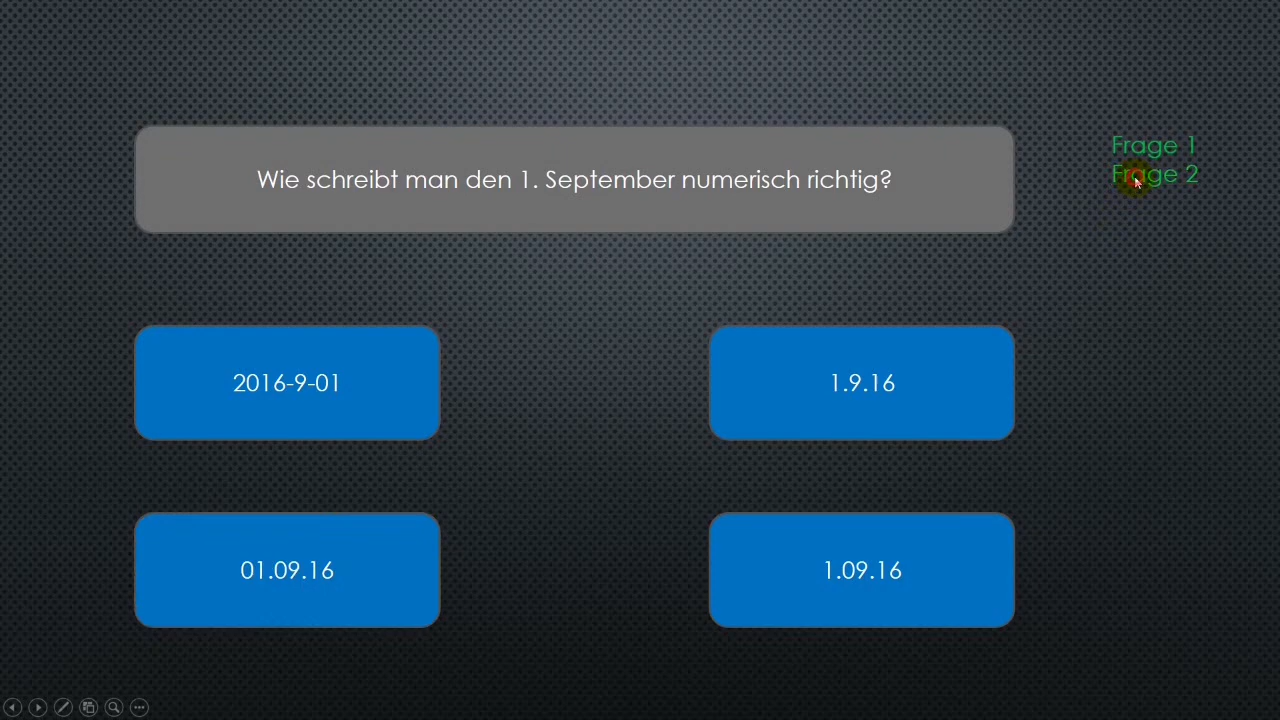 Wie schreibt man den 1. September numerisch richtig?
Frage 1
Frage 2
2016-9-01
1.9.16
01.09.16
1.09.16